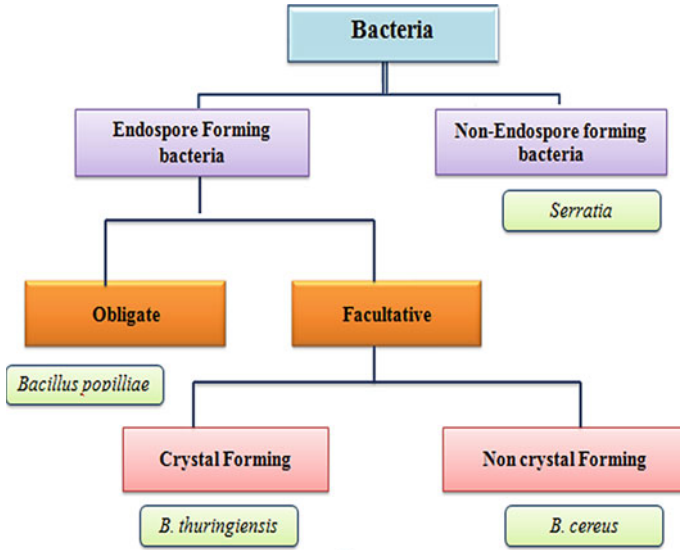 Bacteria
Endospore Forming
bacteria
Non-Endospore forming
bacteria
Serratia
Obligate
Facultative
Bacillus popilliae
Crystal Forming
Non crystal Forming
B. thuringiensis
B. cereus